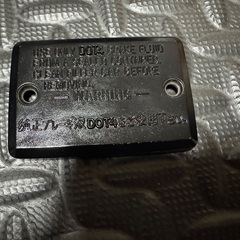 USE ONLY DOT4 BRAKE FLUID
FROM A SEALED CONTAINER.
CLEAN FILLER CAP BEFORE
REMOVING.
WARNING
DOT4